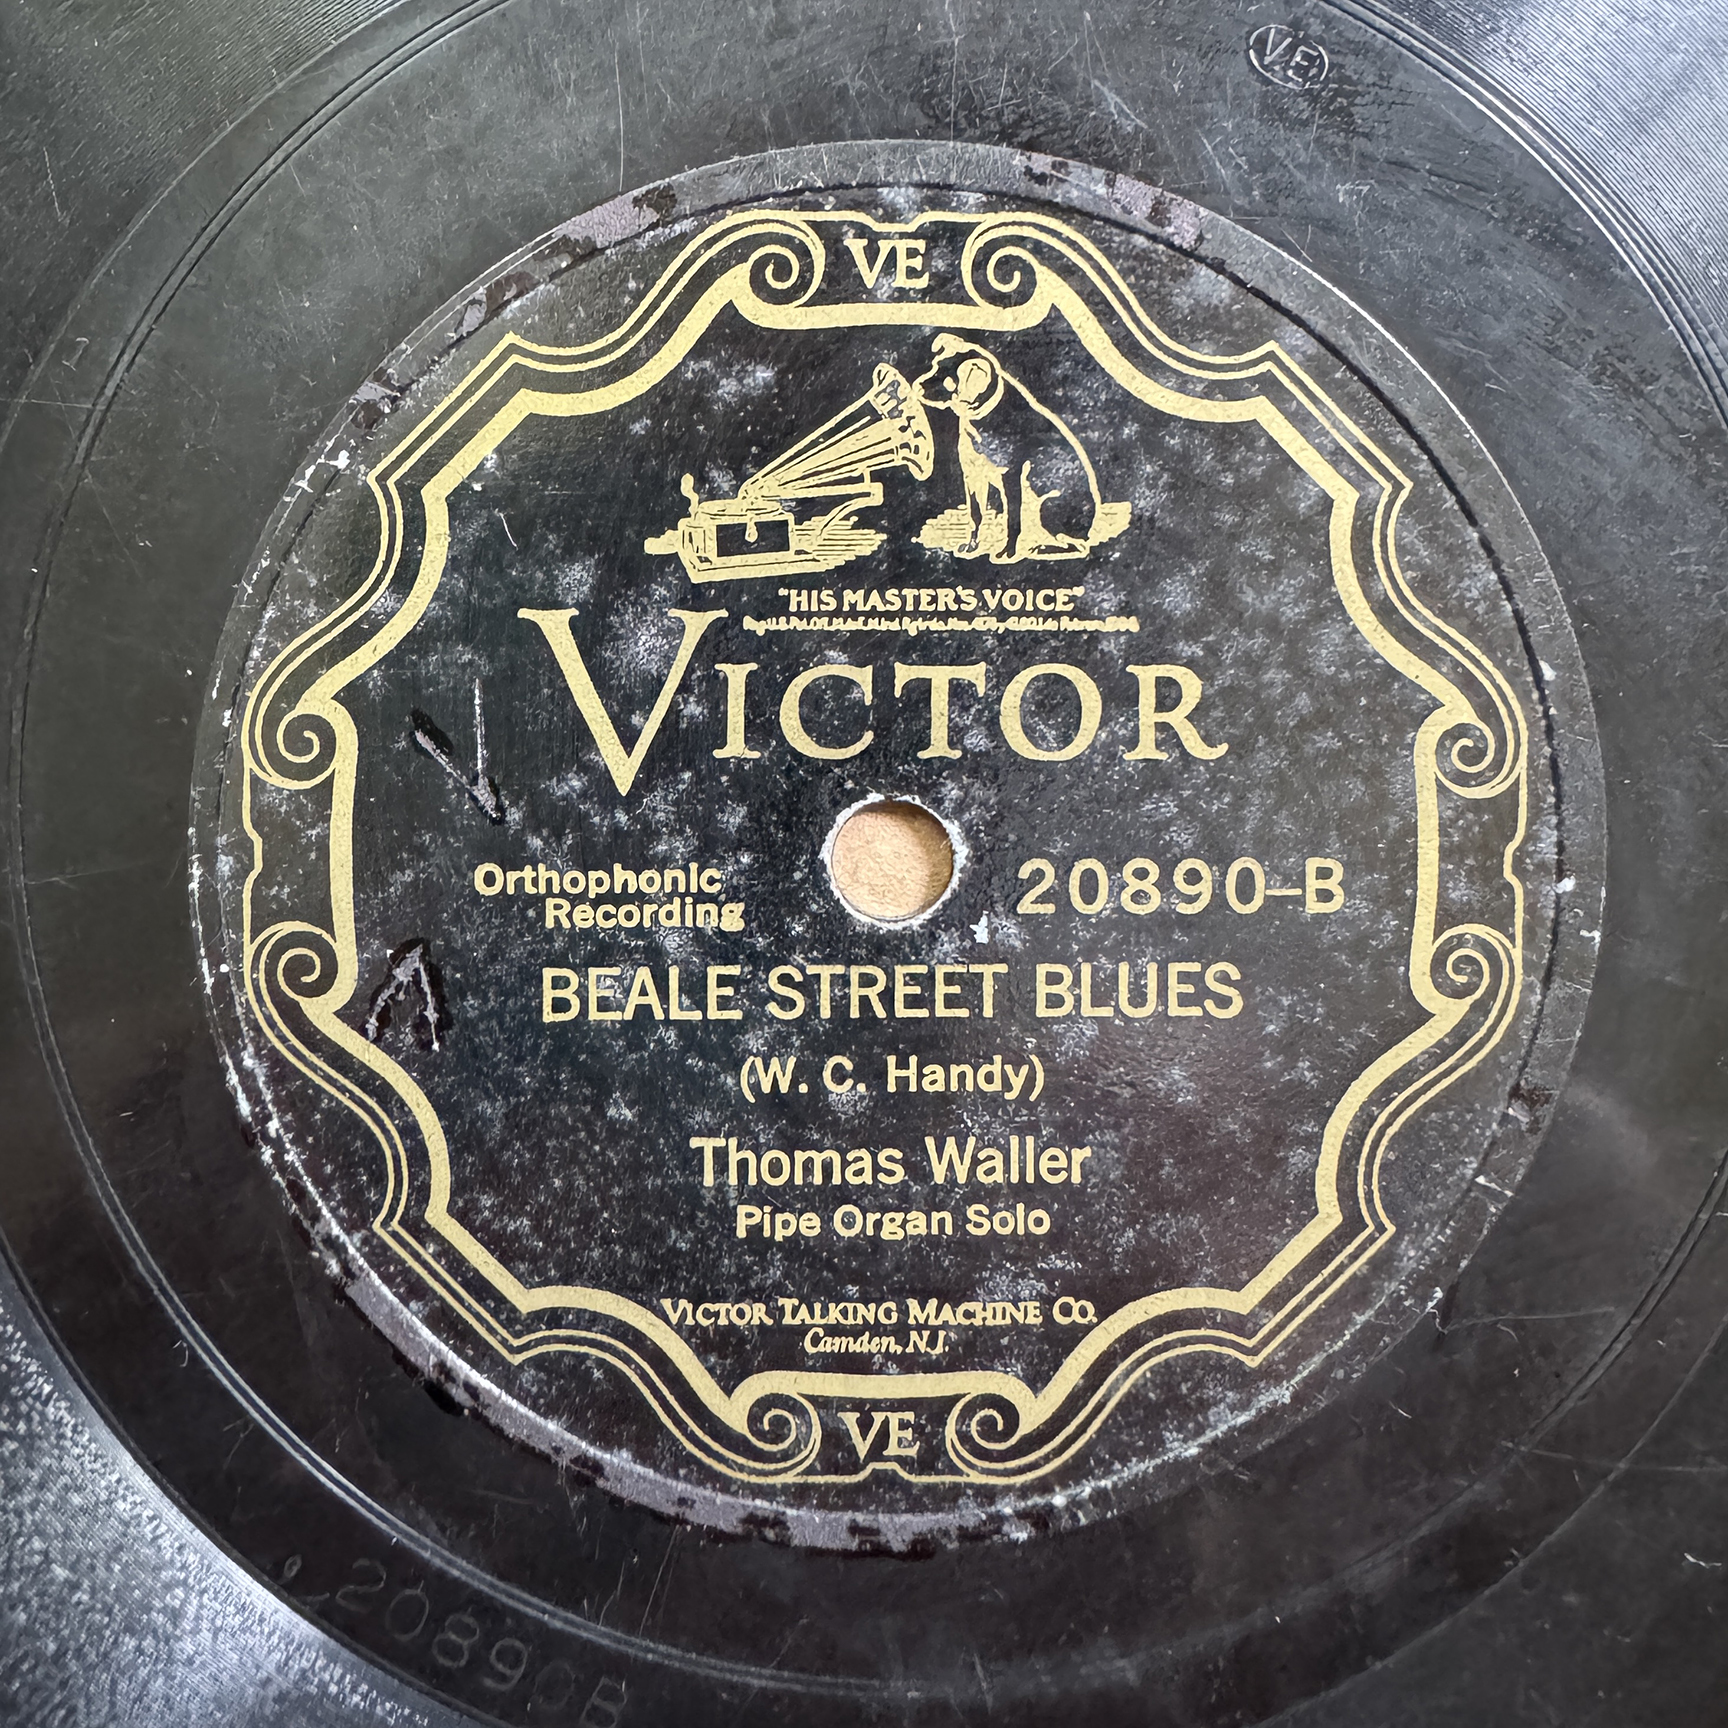 VE
VE
"HIS MASTER'S VOICE"
VICTOR
Orthophonic
Recording
20890-B
BEALE STREET BLUES
(W. C. Handy)
Thomas Waller
Pipe Organ Solo
VICTOR TALKING MACHINE CO.
Camden, N.J.
VE
20890B